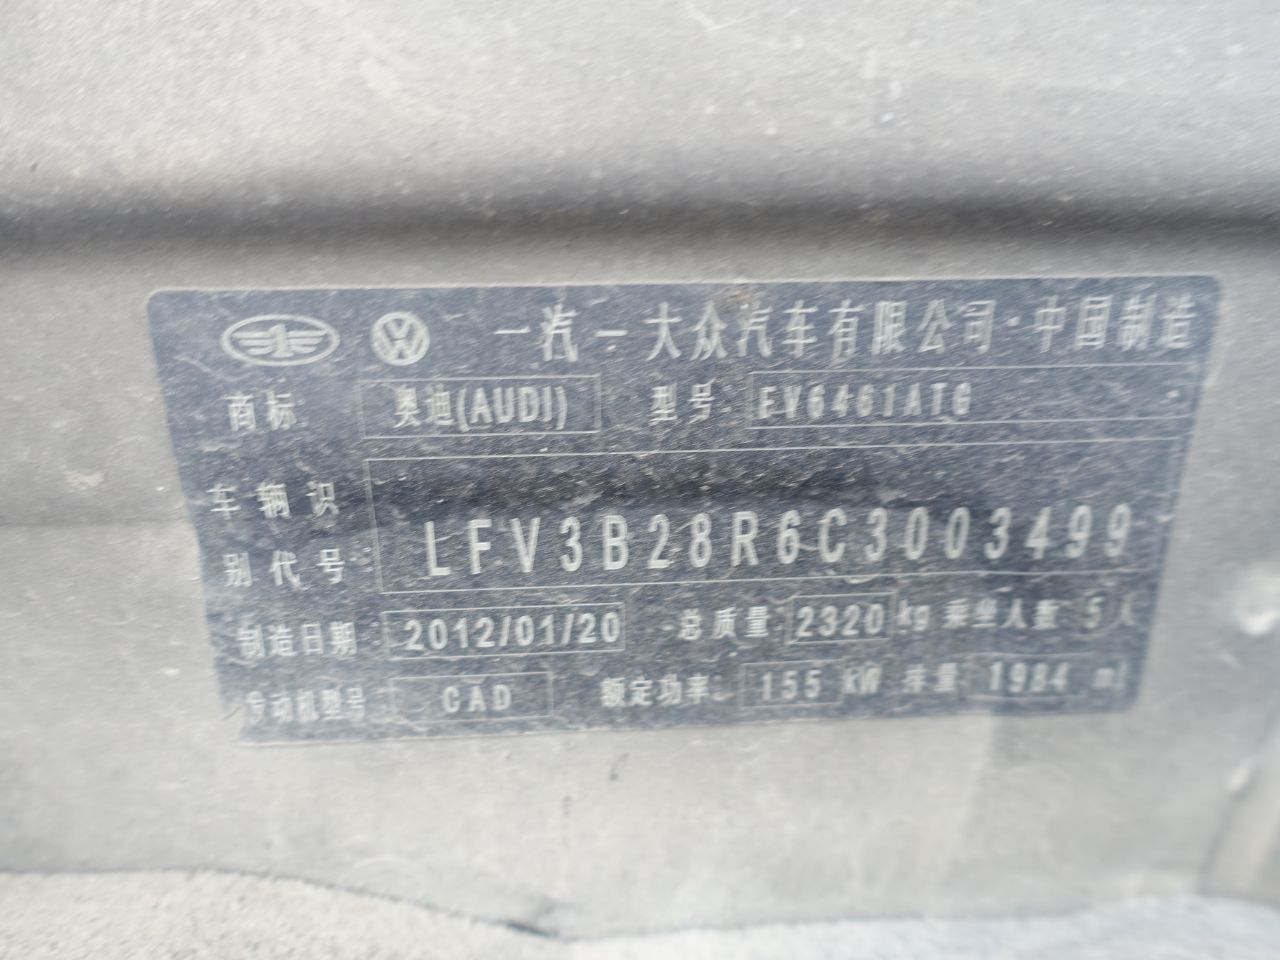 一汽-大众汽车有限公司·中国制造
商标 奥迪(AUDI) 型号 FV6461ATG
车辆识
别代号 LFV3B28R6C3003499
制造日期 2012/01/20 总质量 2320 kg 乘坐人数 5 人
发动机型号 CAD 额定功率 155 kW 排量 1984 ml